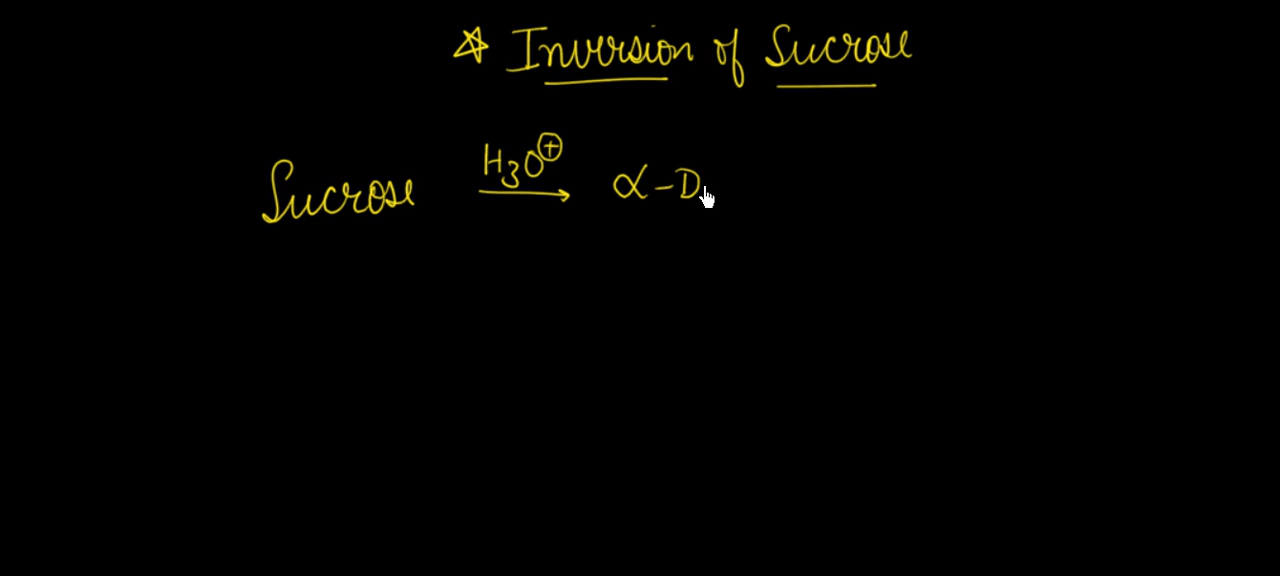 ☆ Inversion of Sucrose
Sucrose H3O⊕ → α-D